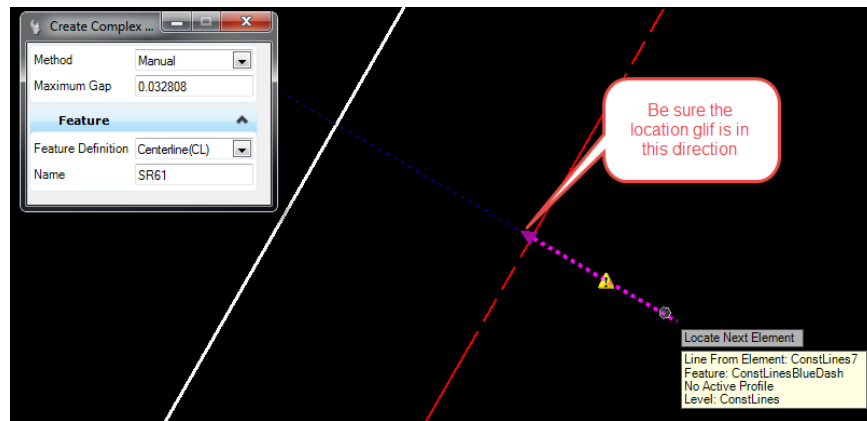 Create Complex ...
Method Manual
Maximum Gap 0.032808
Feature
Feature Definition Centerline(CL)
Name SR61
Be sure the
location glif is in
this direction
Locate Next Element
Line From Element: ConstLines7
Feature: ConstLinesBlueDash
No Active Profile
Level: ConstLines